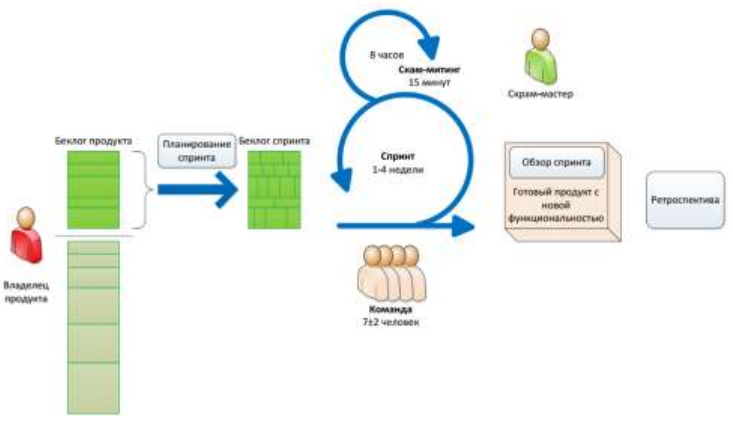 8 часов
Скам-митинг
15 минут
Скрам-мастер
Беклог продукта
Планирование
спринта
Беклог спринта
Спринт
1-4 недели
Обзор спринта
Готовый продукт с
новой
функциональностью
Ретроспектива
Владелец
продукта
Команда
7±2 человек